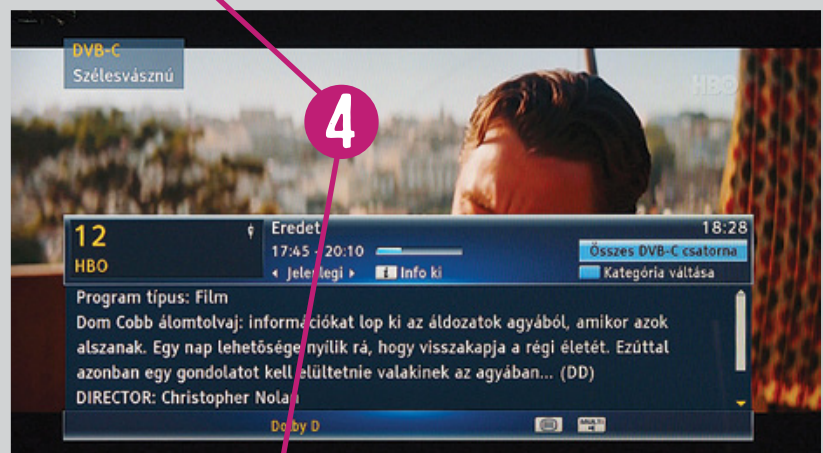 DVB-C
Szélesvásznú
HBO
4
12
HBO
Eredet
18:28
17:45 - 20:10
Összes DVB-C csatorna
Jelenlegi
i Info ki
Kategória váltása
Program típus: Film
Dom Cobb álomtolvaj: információkat lop ki az áldozatok agyából, amikor azok
alszanak. Egy nap lehetősége nyílik rá, hogy visszakapja a régi életét. Ezúttal
azonban egy gondolatot kell elültetnie valakinek az agyában... (DD)
DIRECTOR: Christopher Nolan
Dolby D
MULTI